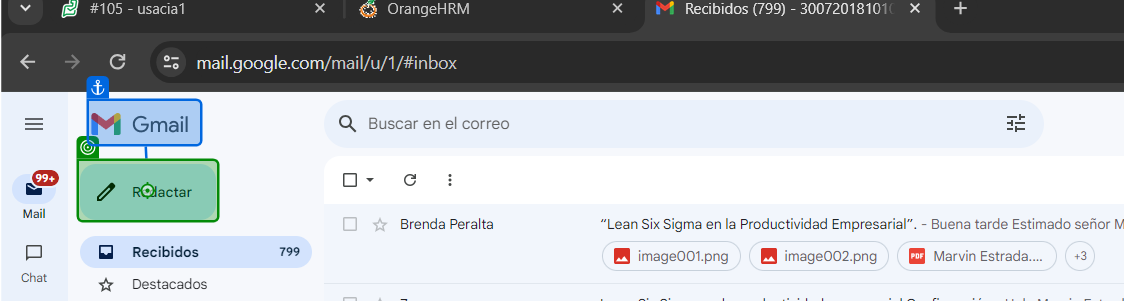 #105 - usacia1
OrangeHRM
Recibidos (799) - 30072018101
mail.google.com/mail/u/1/#inbox
Gmail
Buscar en el correo
99+
Redactar
Mail
Brenda Peralta “Lean Six Sigma en la Productividad Empresarial”. - Buena tarde Estimado señor M
Recibidos 799
image001.png image002.png PDF Marvin Estrada.... +3
Chat
Destacados